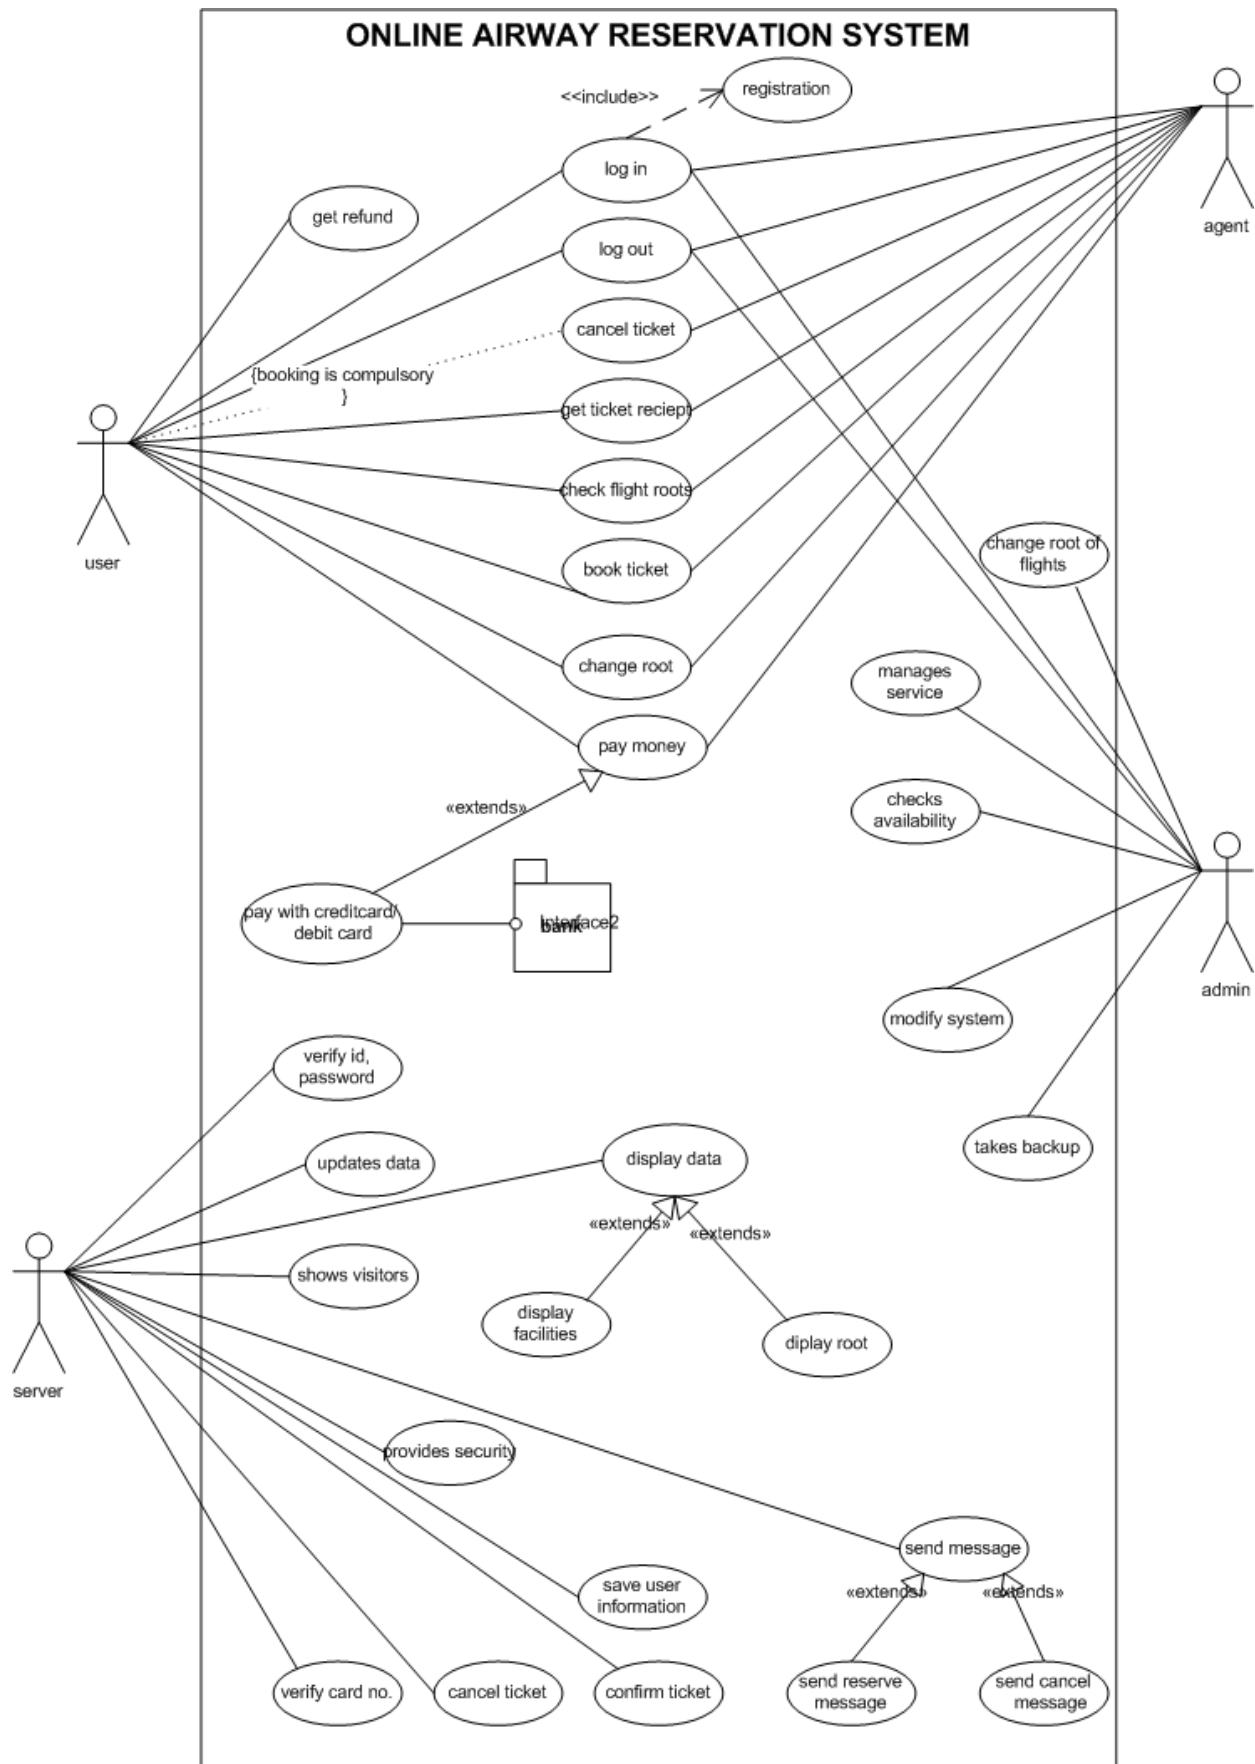 ONLINE AIRWAY RESERVATION SYSTEM
<<include>>
registration
log in
agent
get refund
log out
cancel ticket
{booking is compulsory
}
get ticket reciept
check flight roots
user
book ticket
change root of
flights
change root
manages
service
pay money
«extends»
checks
availability
pay with creditcard/
debit card
Interface2
bank
admin
modify system
verify id,
password
updates data
display data
takes backup
«extends»
«extends»
shows visitors
display
facilities
diplay root
server
provides security
send message
save user
information
«extends»
«extends»
verify card no.
cancel ticket
confirm ticket
send reserve
message
send cancel
message